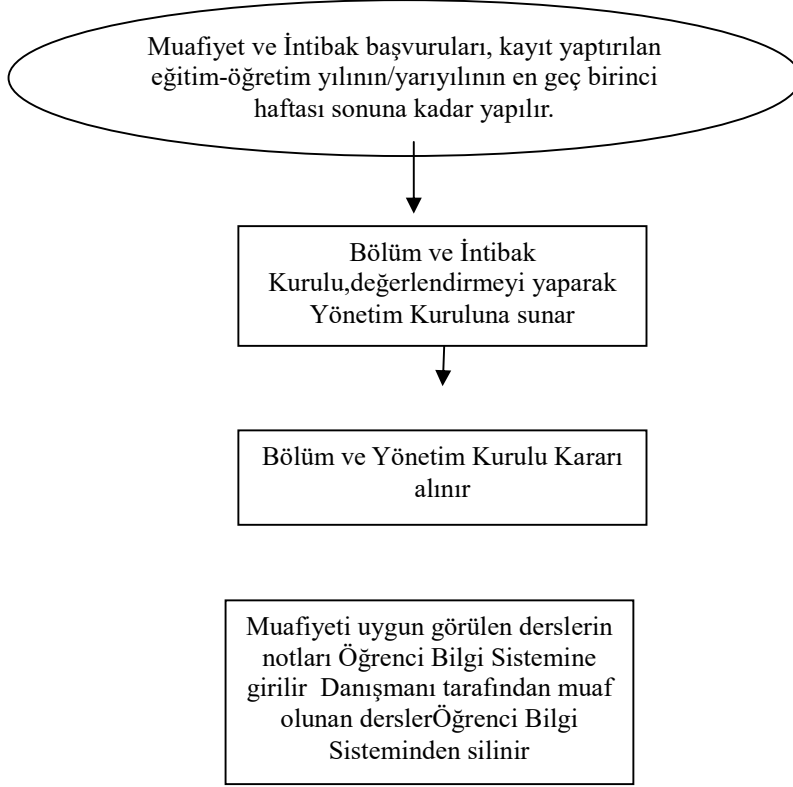 Muafiyet ve İntibak başvuruları, kayıt yaptırılan
eğitim-öğretim yılının/yarıyılının en geç birinci
haftası sonuna kadar yapılır.
Bölüm ve İntibak
Kurulu,değerlendirmeyi yaparak
Yönetim Kuruluna sunar
Bölüm ve Yönetim Kurulu Kararı
alınır
Muafiyeti uygun görülen derslerin
notları Öğrenci Bilgi Sistemine
girilir  Danışmanı tarafından muaf
olunan derslerÖğrenci Bilgi
Sisteminden silinir